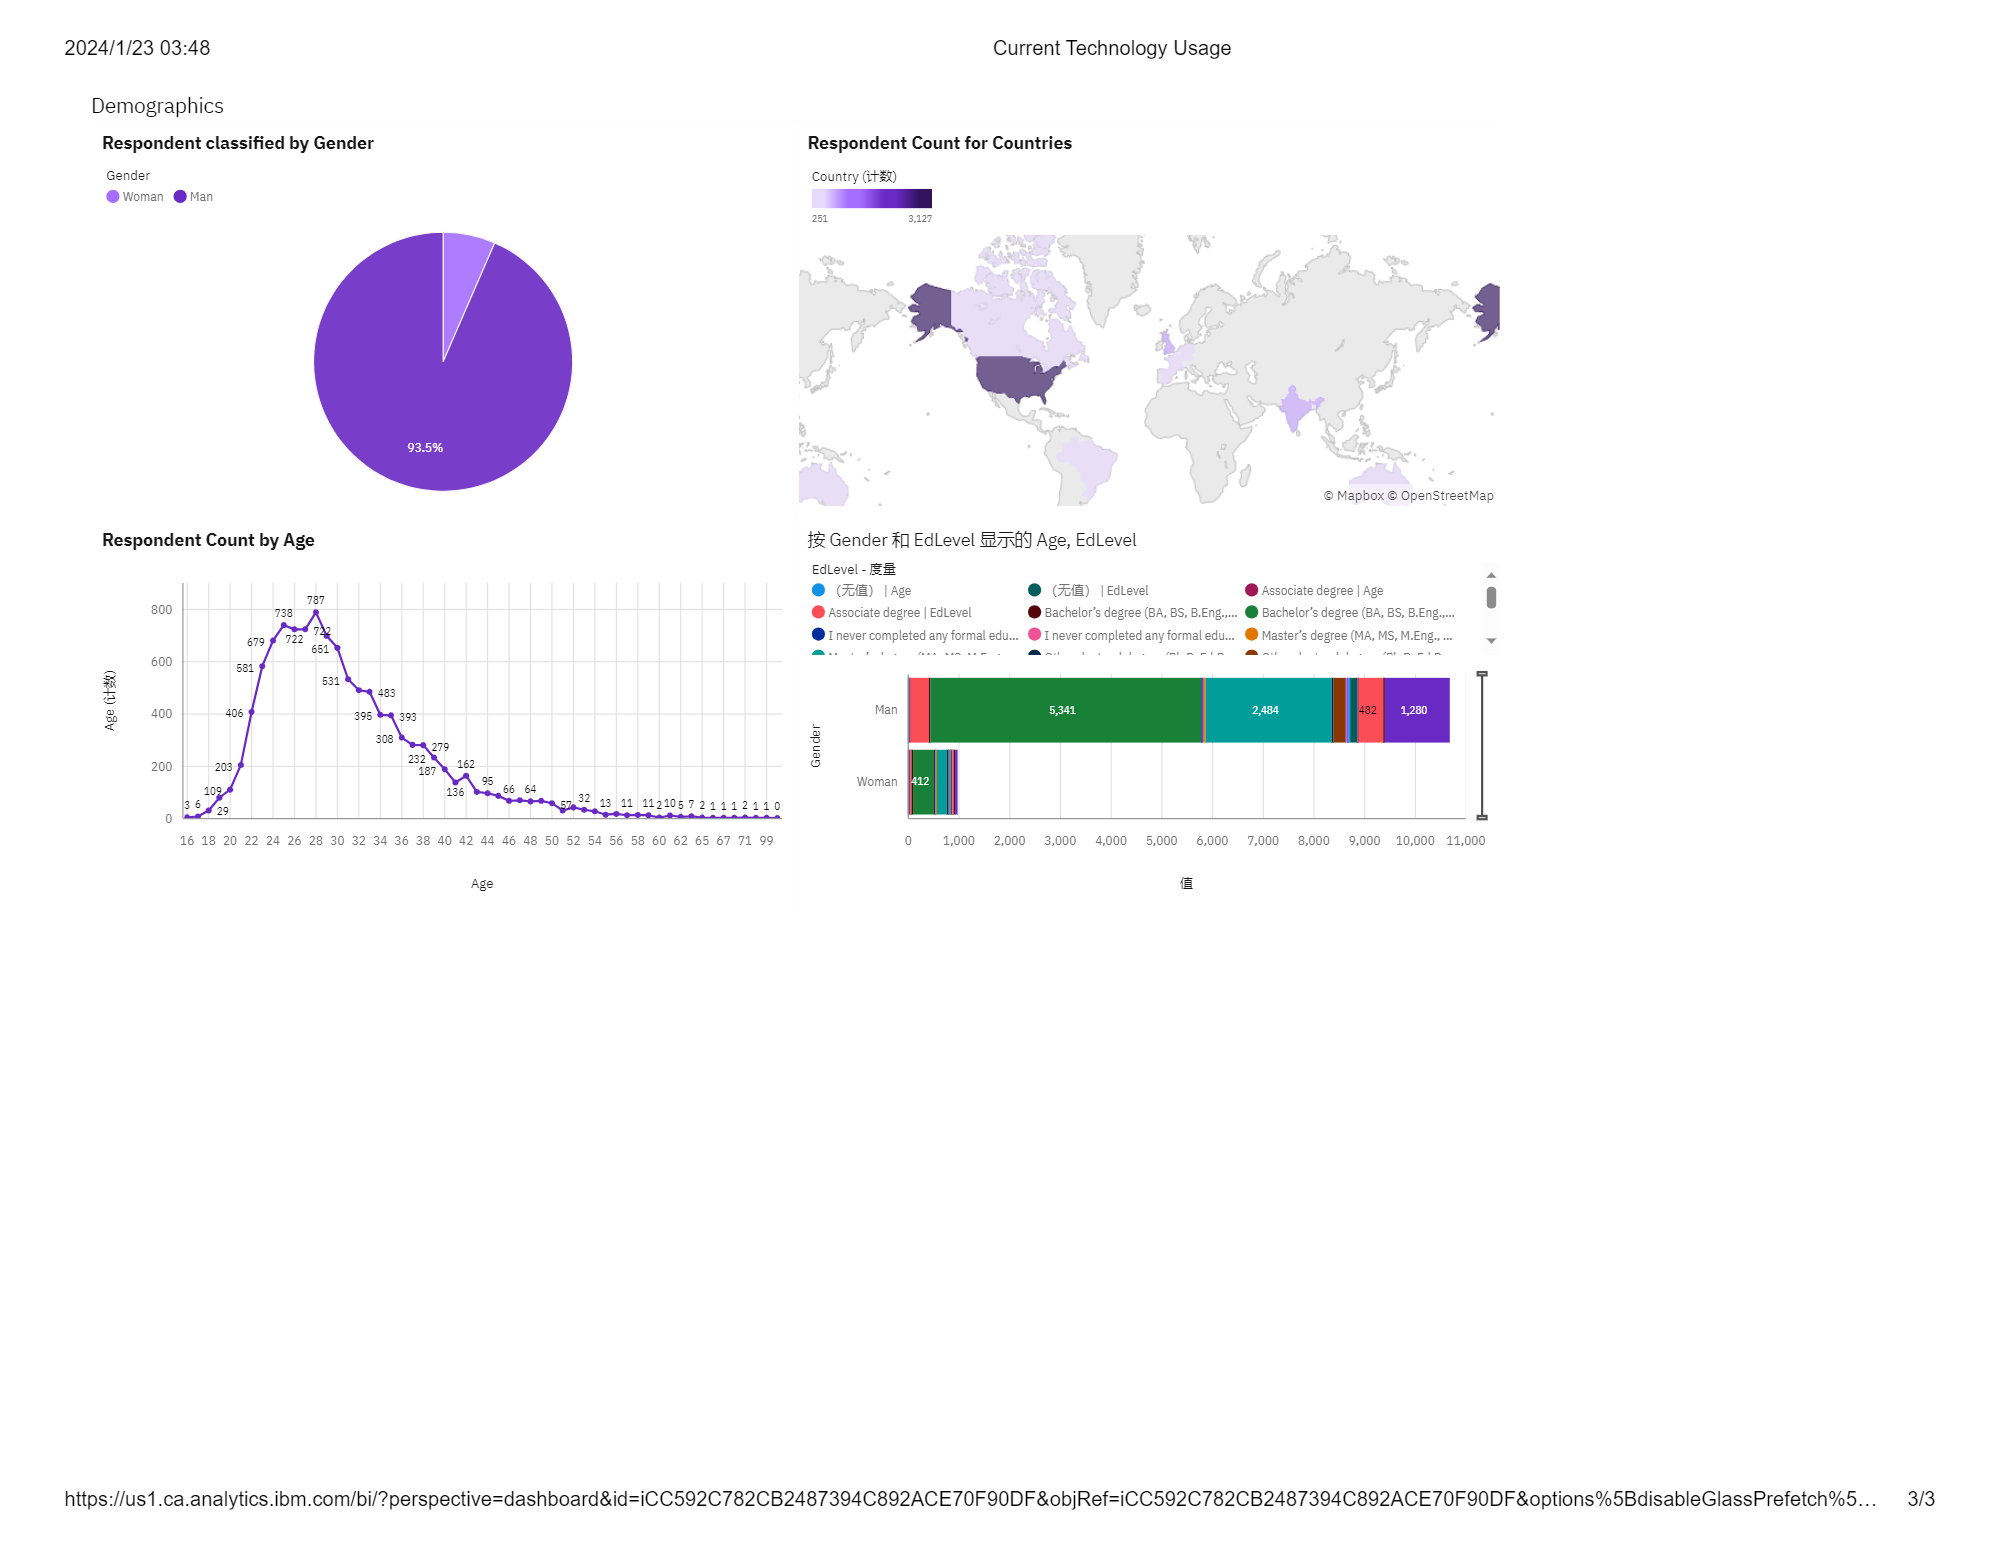 2024/1/23 03:48
Current Technology Usage
Demographics
Respondent classified by Gender
Gender
Woman Man
93.5%
Respondent Count for Countries
Country (计数)
251 3,127
© Mapbox © OpenStreetMap
Respondent Count by Age
Age (计数)
800
600
400
200
0
3 6 29 109 203 406 581 679 738 722 787 722 651 531 483 395 393 308 279 232 187 136 162 95 66 64 57 32 13 11 11 2 10 5 7 2 1 1 1 2 1 1 0
16 18 20 22 24 26 28 30 32 34 36 38 40 42 44 46 48 50 52 54 56 58 60 62 65 67 71 99
Age
按 Gender 和 EdLevel 显示的 Age, EdLevel
EdLevel - 度量
（无值） | Age （无值） | EdLevel Associate degree | Age
Associate degree | EdLevel Bachelor’s degree (BA, BS, B.Eng.,... Bachelor’s degree (BA, BS, B.Eng.,...
I never completed any formal edu... I never completed any formal edu... Master’s degree (MA, MS, M.Eng., ...
Gender
Man 5,341 2,484 482 1,280
Woman 412
0 1,000 2,000 3,000 4,000 5,000 6,000 7,000 8,000 9,000 10,000 11,000
值
https://us1.ca.analytics.ibm.com/bi/?perspective=dashboard&id=iCC592C782CB2487394C892ACE70F90DF&objRef=iCC592C782CB2487394C892ACE70F90DF&options%5BdisableGlassPrefetch%5… 3/3